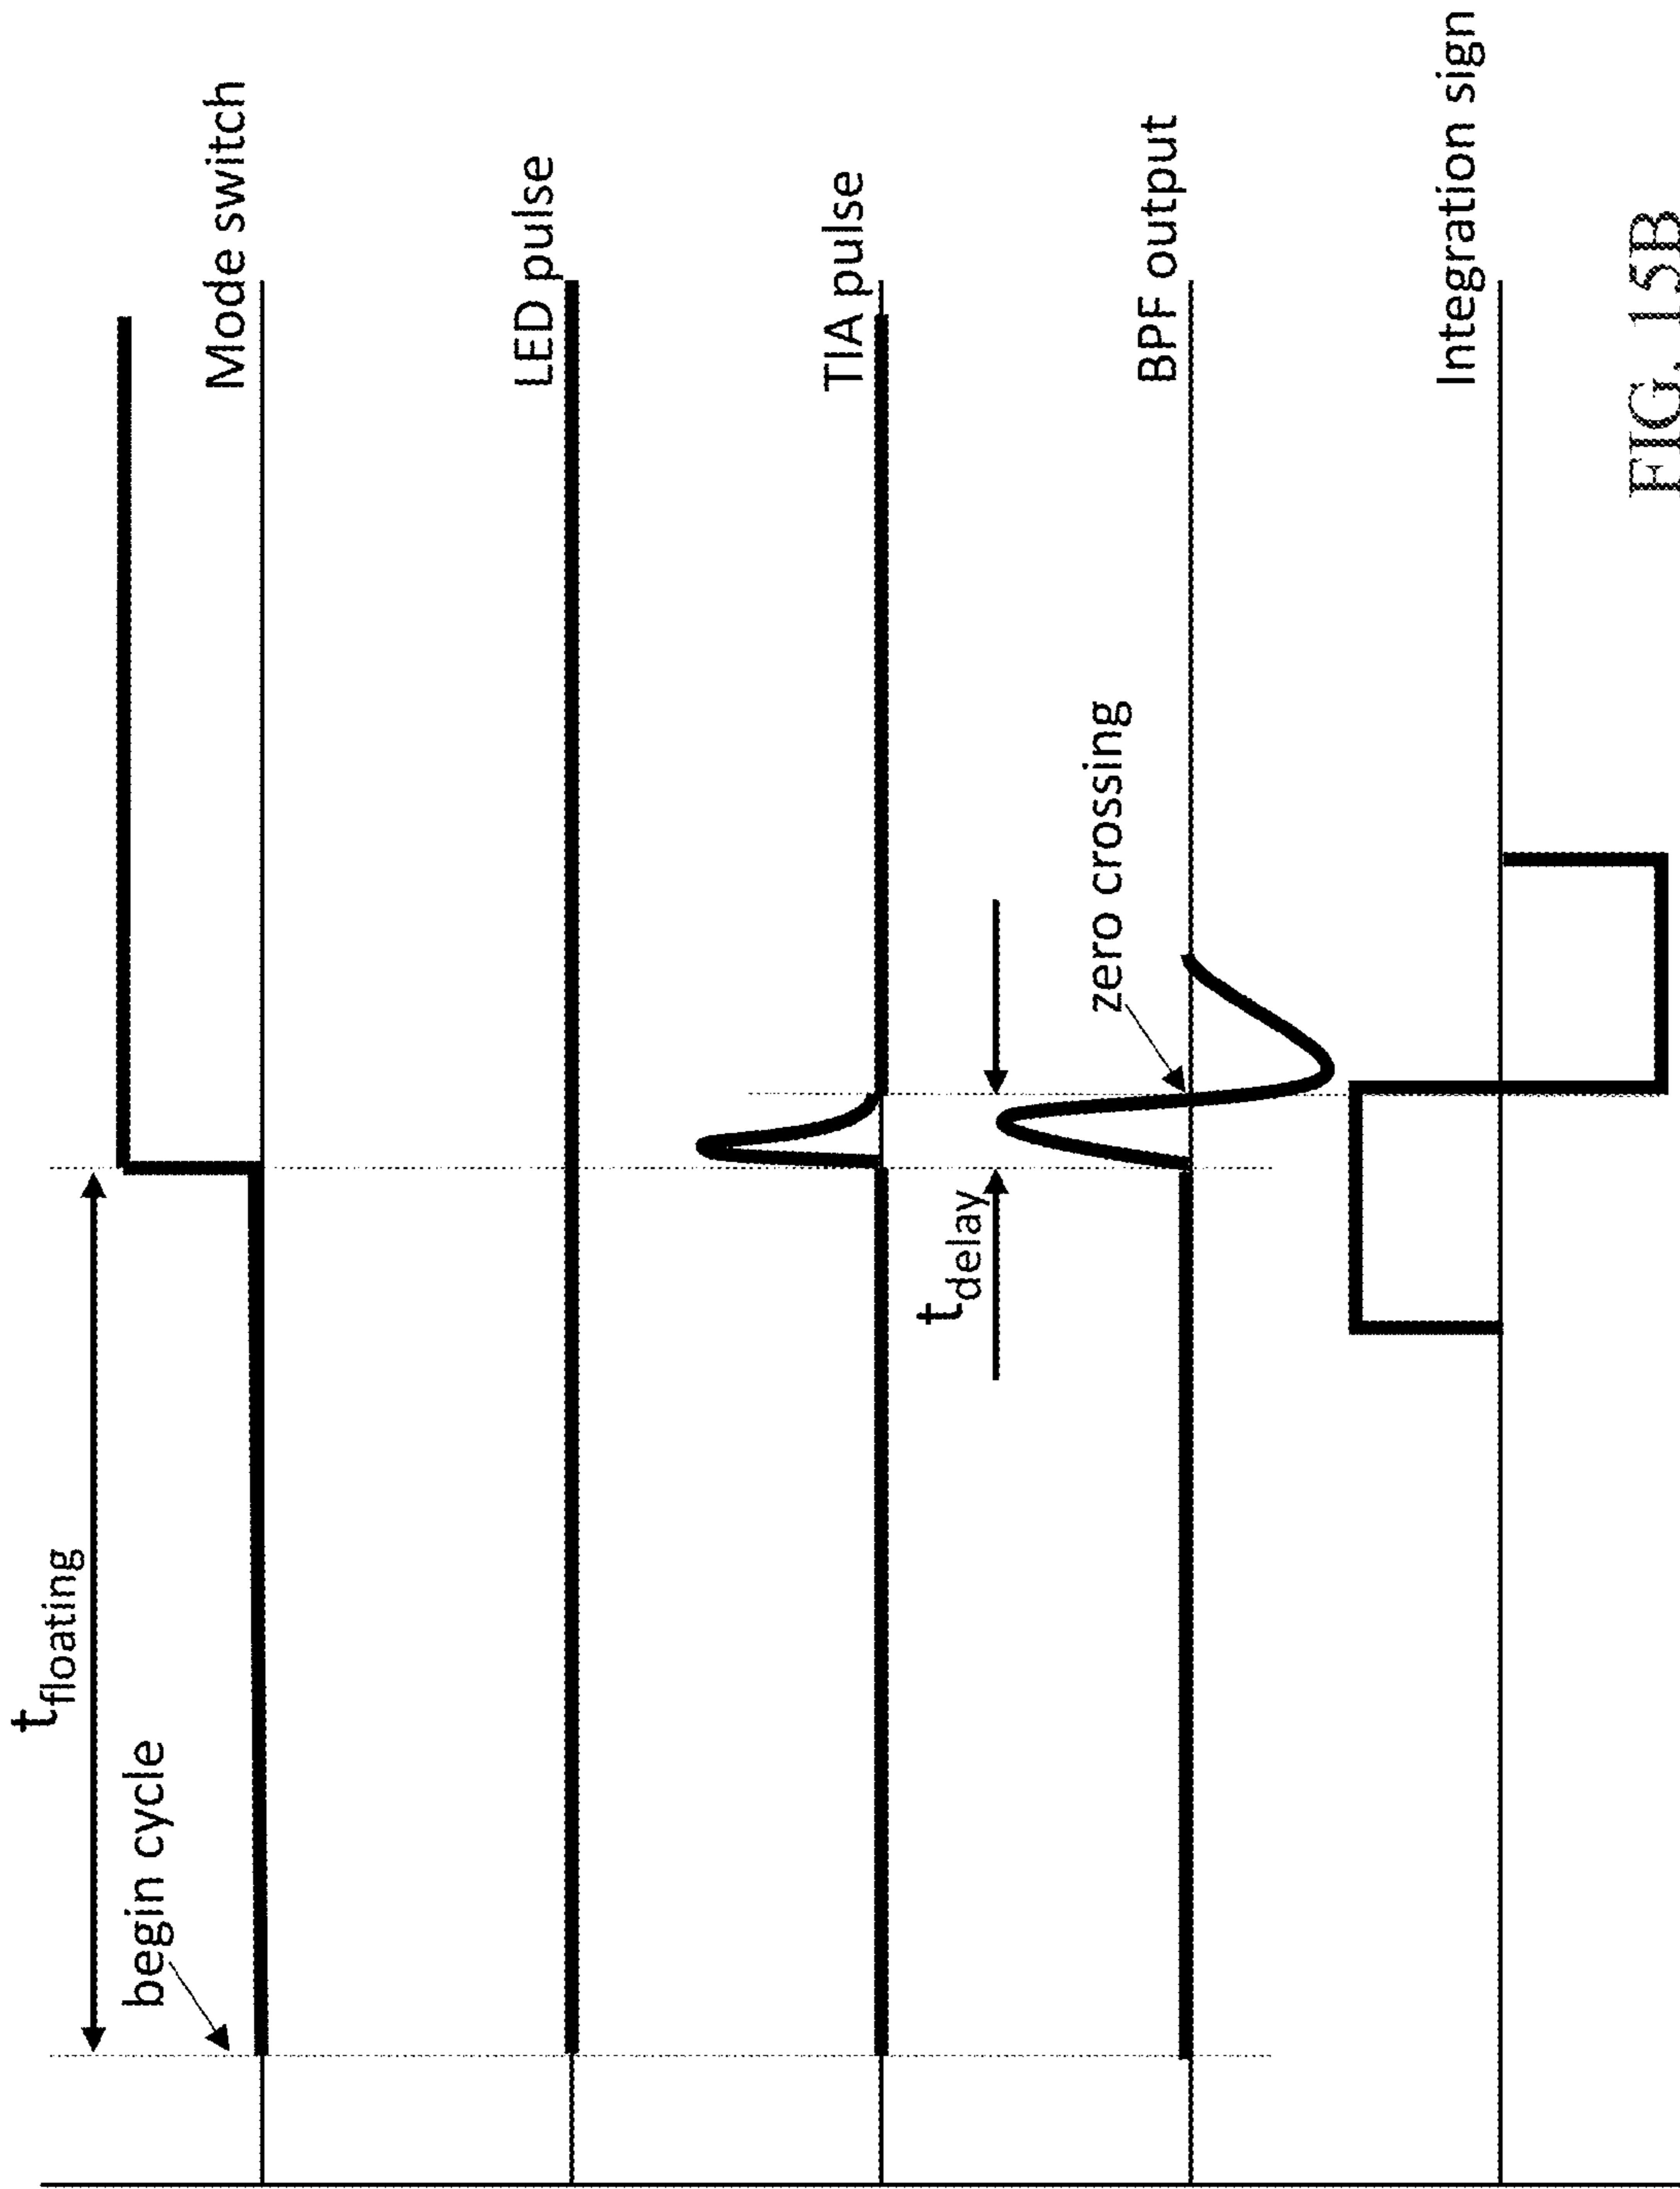 t_floating
begin cycle
Mode switch
LED pulse
TIA pulse
t_delay
zero crossing
BPF output
Integration sign
FIG. 15B